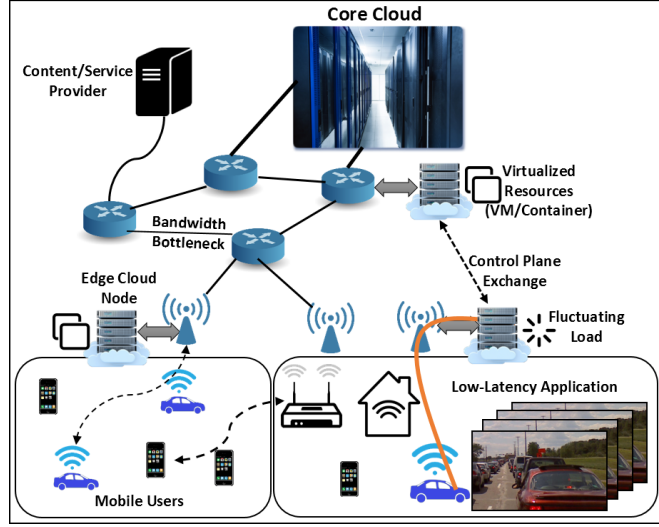 Core Cloud
Content/Service
Provider
Virtualized
Resources
(VM/Container)
Bandwidth
Bottleneck
Control Plane
Exchange
Edge Cloud
Node
Fluctuating
Load
Low-Latency Application
Mobile Users